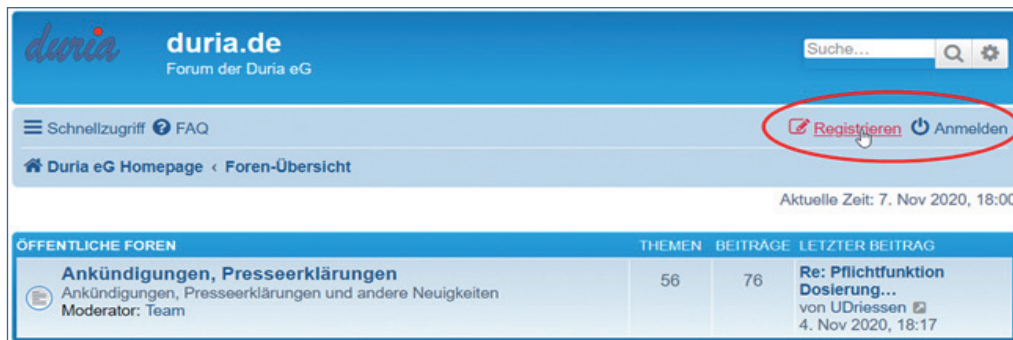 duria
duria.de
Forum der Duria eG
Suche...
Schnellzugriff FAQ
Registrieren Anmelden
Duria eG Homepage ‹ Foren-Übersicht
Aktuelle Zeit: 7. Nov 2020, 18:00
ÖFFENTLICHE FOREN THEMEN BEITRÄGE LETZTER BEITRAG
Ankündigungen, Presseerklärungen
Ankündigungen, Presseerklärungen und andere Neuigkeiten
Moderator: Team
56
76
Re: Pflichtfunktion
Dosierung...
von UDriessen
4. Nov 2020, 18:17